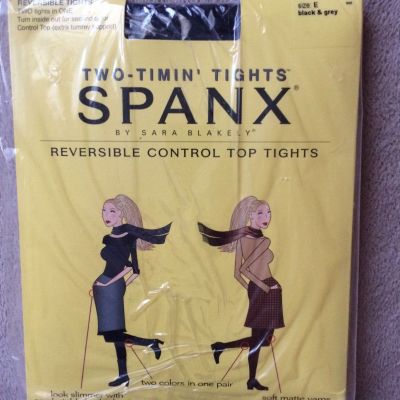 REVERSIBLE TIGHTS
TWO tights in ONE
Turn inside out for second color
Control Top (extra tummy support)
SIZE: E
black & grey
TWO-TIMIN' TIGHTS™
SPANX®
BY SARA BLAKELY®
REVERSIBLE CONTROL TOP TIGHTS
two colors in one pair
look slimmer with
soft matte yarns